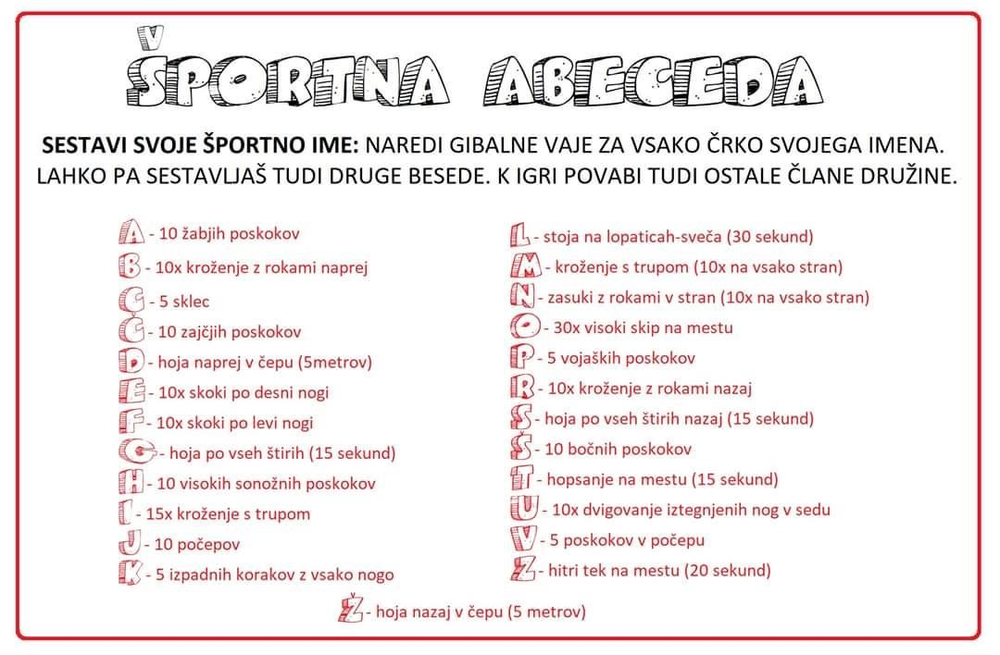 ŠPORTNA ABECEDA
SESTAVI SVOJE ŠPORTNO IME: NAREDI GIBALNE VAJE ZA VSAKO ČRKO SVOJEGA IMENA.
LAHKO PA SESTAVLJAŠ TUDI DRUGE BESEDE. K IGRI POVABI TUDI OSTALE ČLANE DRUŽINE.
A - 10 žabjih poskokov
B - 10x kroženje z rokami naprej
C - 5 sklec
Č - 10 zajčjih poskokov
D - hoja naprej v čepu (5metrov)
E - 10x skoki po desni nogi
F - 10x skoki po levi nogi
G - hoja po vseh štirih (15 sekund)
H - 10 visokih sonožnih poskokov
I - 15x kroženje s trupom
J - 10 počepov
K - 5 izpadnih korakov z vsako nogo
L - stoja na lopaticah-sveča (30 sekund)
M - kroženje s trupom (10x na vsako stran)
N - zasuki z rokami v stran (10x na vsako stran)
O - 30x visoki skip na mestu
P - 5 vojaških poskokov
R - 10x kroženje z rokami nazaj
S - hoja po vseh štirih nazaj (15 sekund)
Š - 10 bočnih poskokov
T - hopsanje na mestu (15 sekund)
U - 10x dvigovanje iztegnjenih nog v sedu
V - 5 poskokov v počepu
Z - hitri tek na mestu (20 sekund)
Ž - hoja nazaj v čepu (5 metrov)